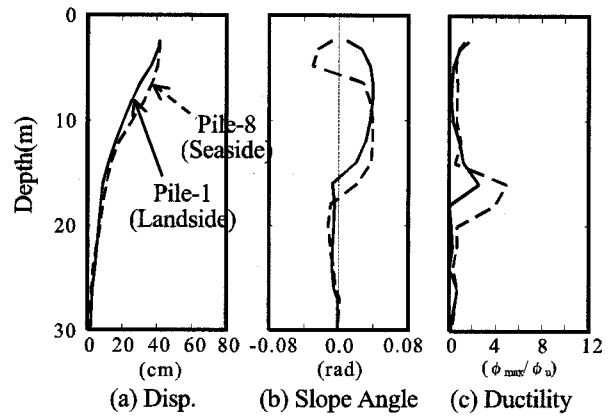 0
10
20
30
Depth(m)
Pile-8
(Seaside)
Pile-1
(Landside)
0 20 40 60 80
-0.08 0.0 0.08
0 4 8 12
(cm)
(rad)
(ϕmax/ϕu)
(a) Disp.
(b) Slope Angle
(c) Ductility